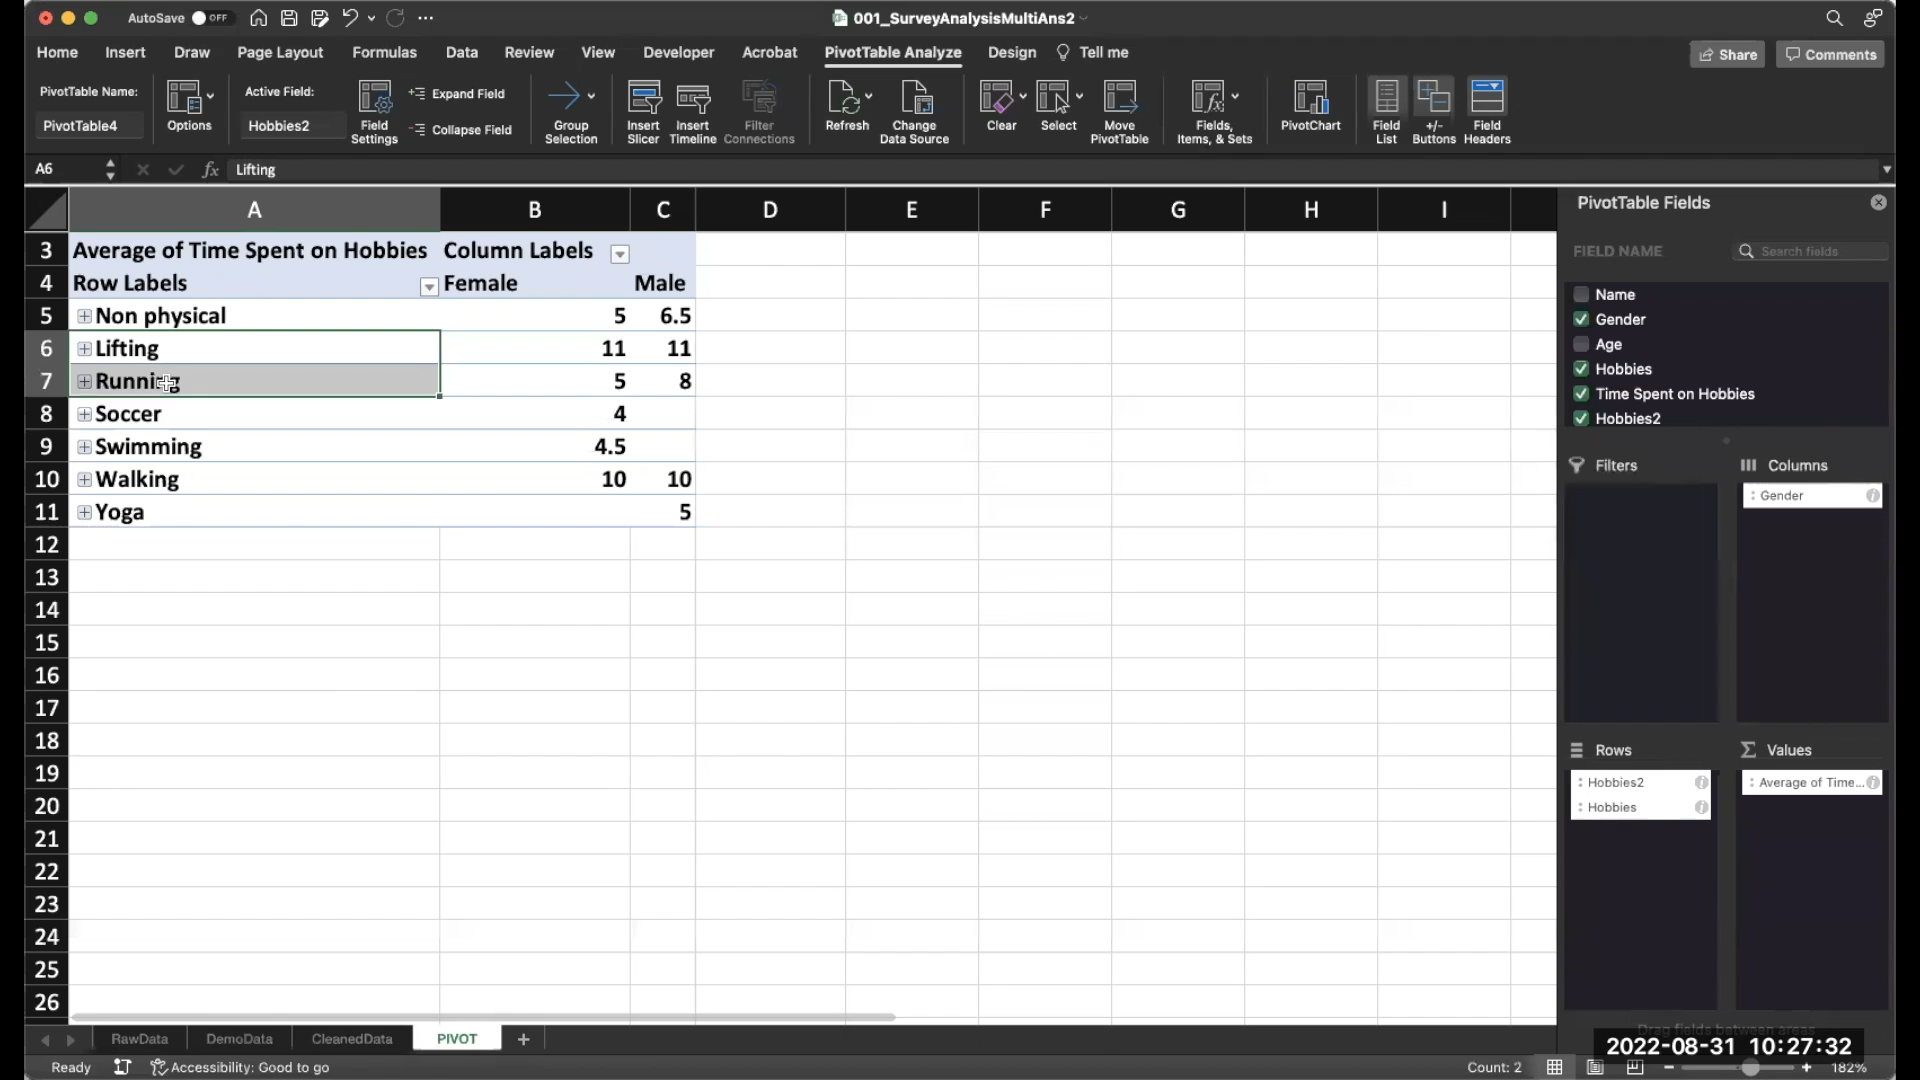 AutoSave OFF
001_SurveyAnalysisMultiAns2
Home Insert Draw Page Layout Formulas Data Review View Developer Acrobat PivotTable Analyze Design Tell me
Share Comments
PivotTable Name:
PivotTable4
Options
Active Field:
Hobbies2
Field Settings
Expand Field
Collapse Field
Group Selection
Insert Slicer
Insert Timeline
Filter Connections
Refresh
Change Data Source
Clear
Select
Move PivotTable
Fields, Items, & Sets
PivotChart
Field List
+/- Buttons
Field Headers
A6 fx Lifting
A B C D E F G H I
3 Average of Time Spent on Hobbies Column Labels
4 Row Labels Female Male
5 Non physical 5 6.5
6 Lifting 11 11
7 Running 5 8
8 Soccer 4
9 Swimming 4.5
10 Walking 10 10
11 Yoga 5
12
13
14
15
16
17
18
19
20
21
22
23
24
25
26
PivotTable Fields
FIELD NAME Search fields
Name
Gender
Age
Hobbies
Time Spent on Hobbies
Hobbies2
Filters Columns
Gender
Rows Values
Hobbies2 Average of Time...
Hobbies
Drag fields between areas
2022-08-31 10:27:32
RawData DemoData CleanedData PIVOT +
Ready Accessibility: Good to go Count: 2 182%